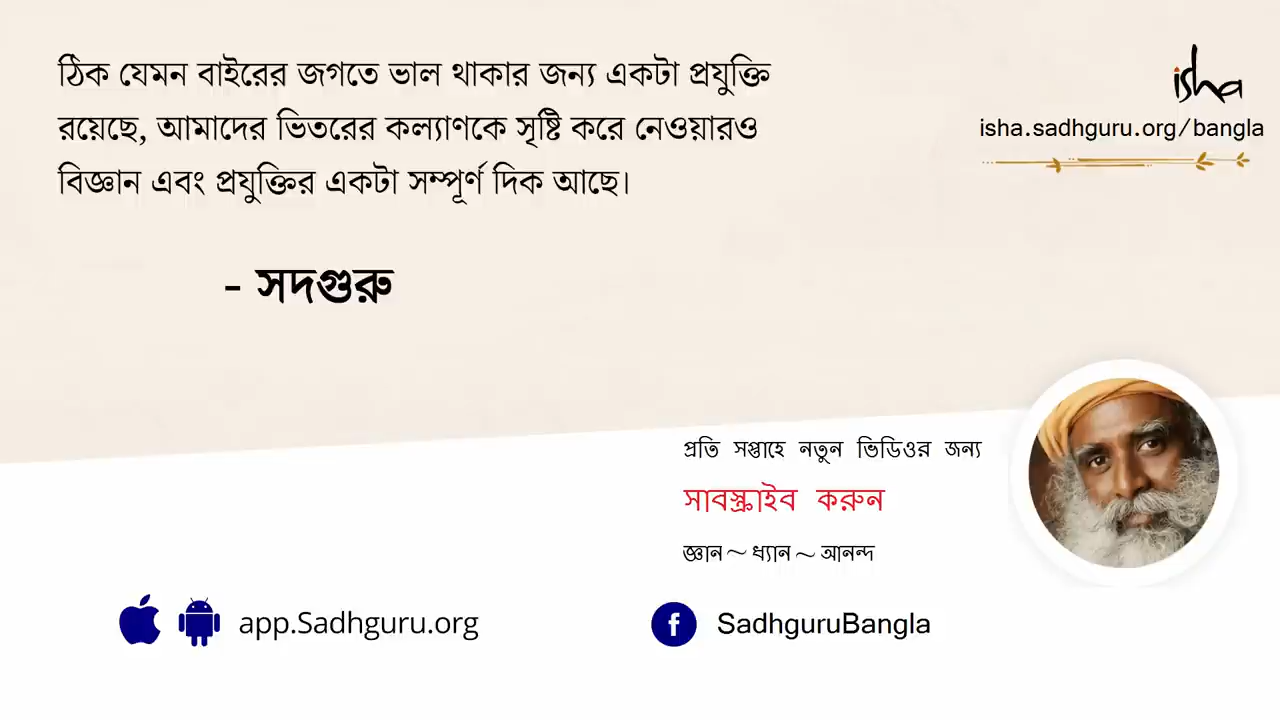 ঠিক যেমন বাইরের জগতে ভাল থাকার জন্য একটা প্রযুক্তি
রয়েছে, আমাদের ভিতরের কল্যাণকে সৃষ্টি করে নেওয়ারও
বিজ্ঞান এবং প্রযুক্তির একটা সম্পূর্ণ দিক আছে।
- সদগুরু
isha
isha.sadhguru.org/bangla
প্রতি সপ্তাহে নতুন ভিডিওর জন্য
সাবস্ক্রাইব করুন
জ্ঞান ~ ধ্যান ~ আনন্দ
app.Sadhguru.org
f SadhguruBangla